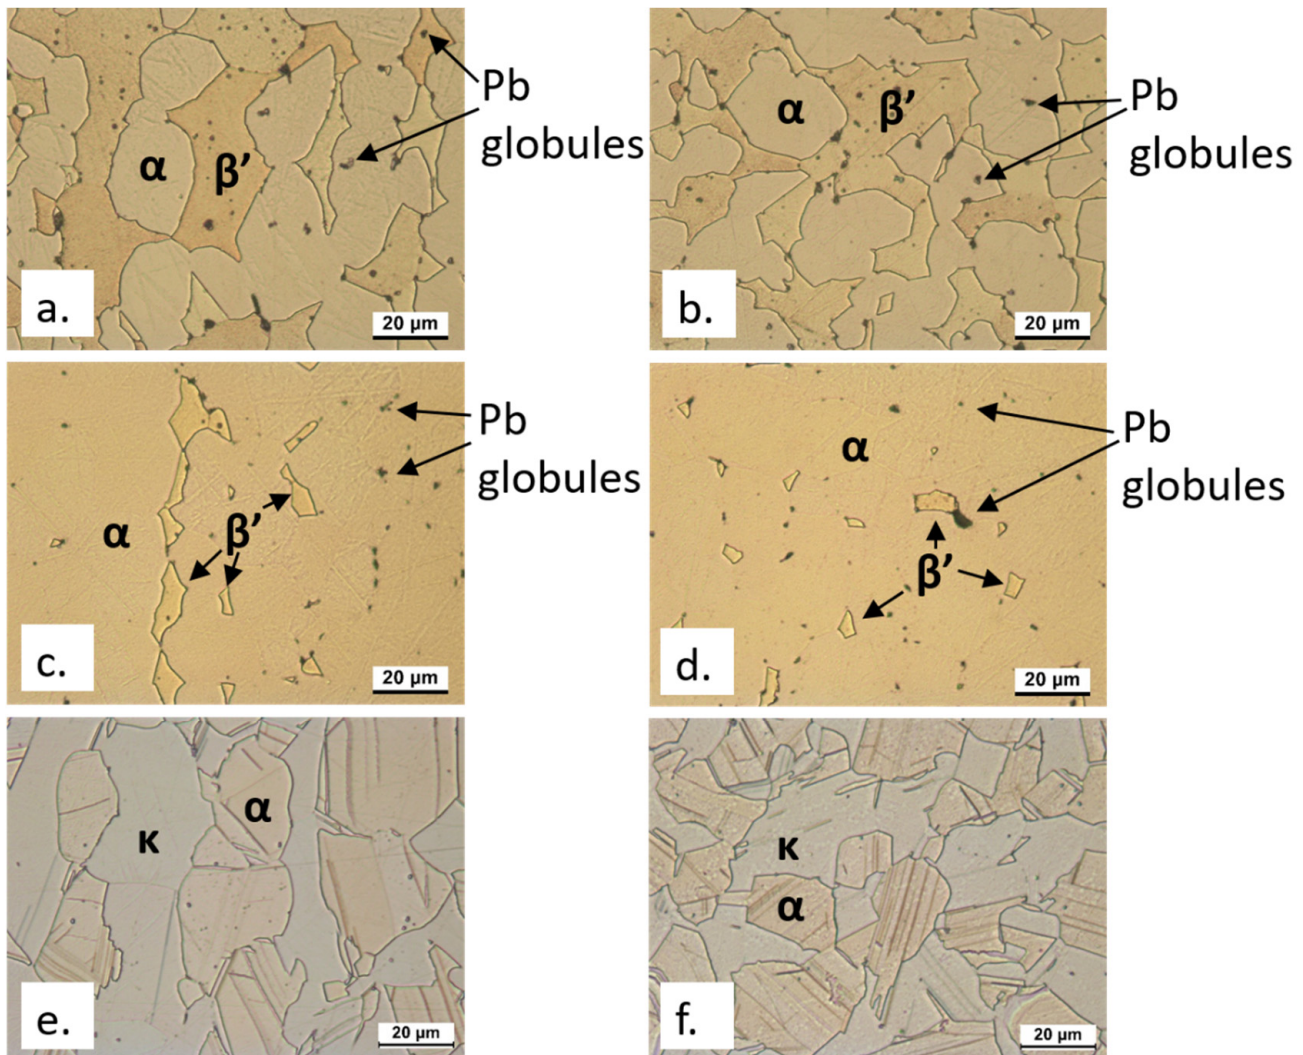 α
β’
Pb
globules
a.
20 µm
α
β’
Pb
globules
b.
20 µm
α
β’
Pb
globules
c.
20 µm
α
β’
Pb
globules
d.
20 µm
κ
α
e.
20 µm
κ
α
f.
20 µm